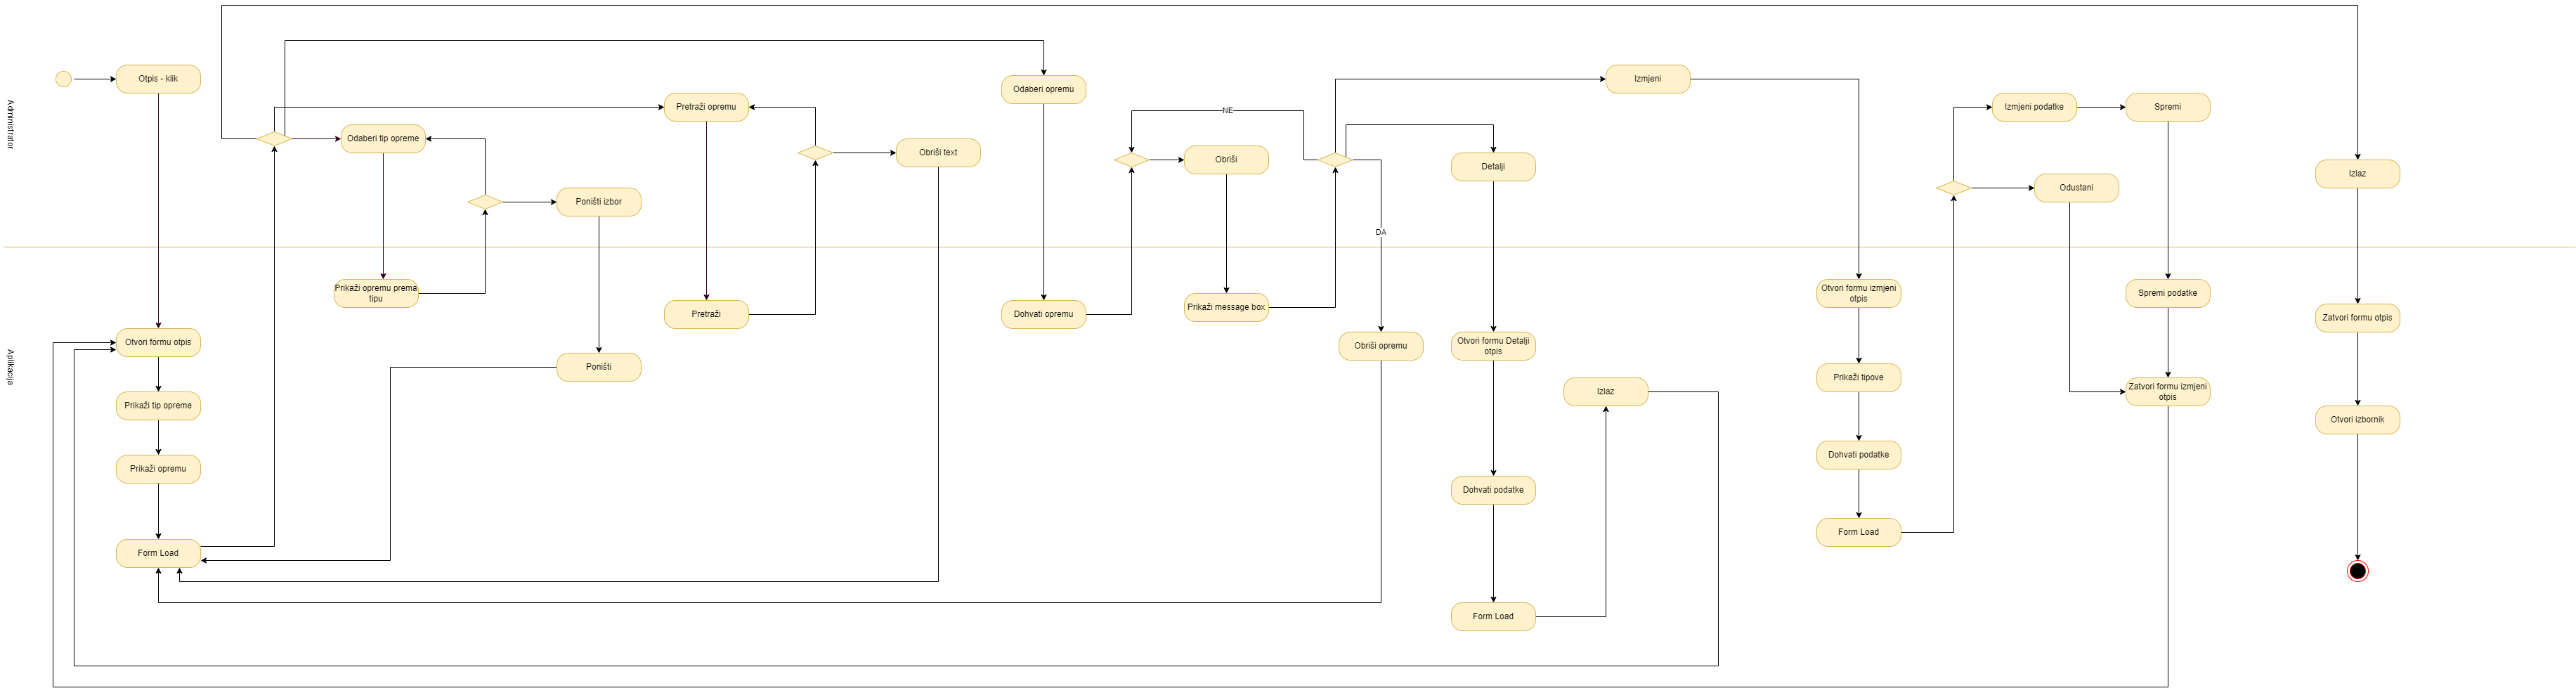 Administrator
Otpis - klik
Odaberi tip opreme
Poništi izbor
Pretraži opremu
Obriši text
Odaberi opremu
NE
Obriši
Izmjeni
Detalji
DA
Izmjeni podatke
Spremi
Odustani
Izlaz
Aplikacija
Otvori formu otpis
Prikaži tip opreme
Prikaži opremu
Form Load
Prikaži opremu prema
tipu
Poništi
Pretraži
Dohvati opremu
Prikaži message box
Obriši opremu
Otvori formu Detalji
otpis
Dohvati podatke
Form Load
Izlaz
Otvori formu izmjeni
otpis
Prikaži tipove
Dohvati podatke
Form Load
Spremi podatke
Zatvori formu izmjeni
otpis
Zatvori formu otpis
Otvori izbornik